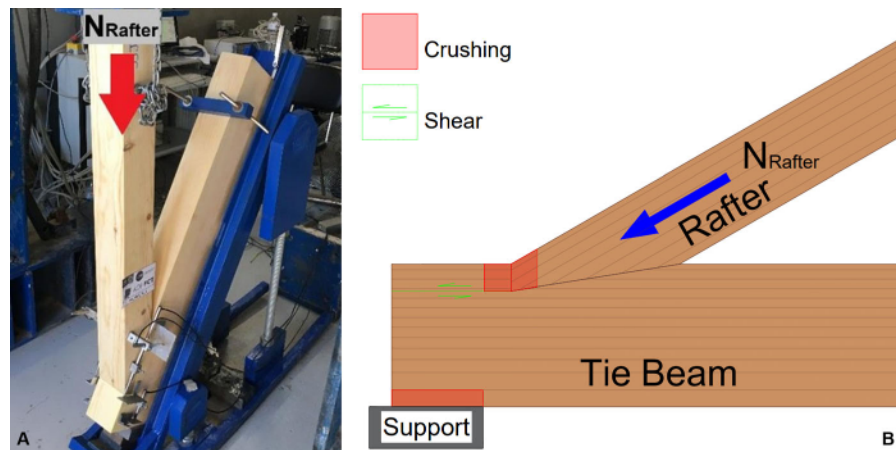 NRafter
A
Crushing
Shear
NRafter
Rafter
Tie Beam
Support
B